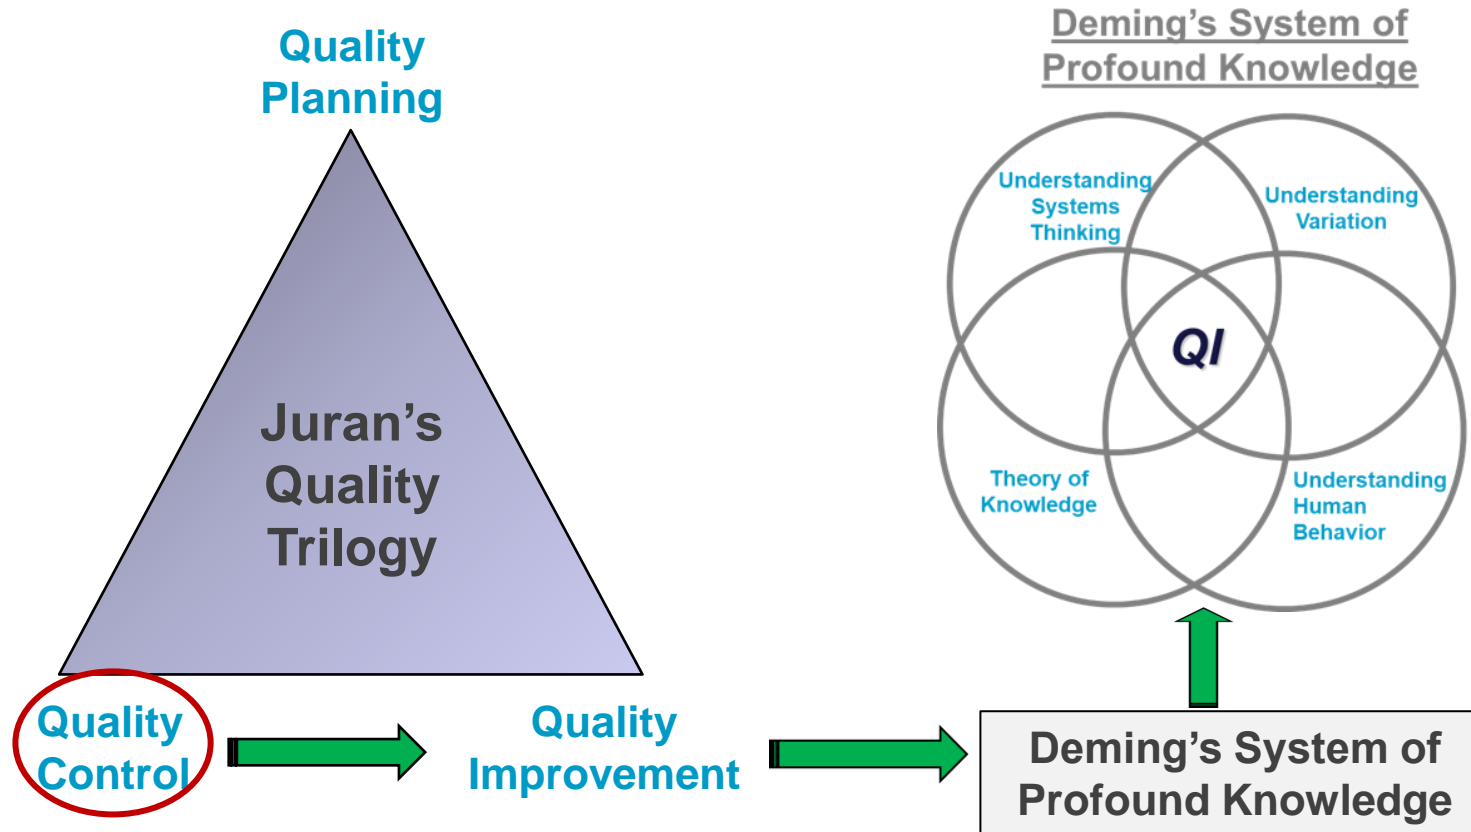 Quality
Planning
Juran’s
Quality
Trilogy
Quality
Control
Quality
Improvement
Deming’s System of
Profound Knowledge
Understanding
Systems
Thinking
Understanding
Variation
QI
Theory of
Knowledge
Understanding
Human
Behavior
Deming’s System of
Profound Knowledge